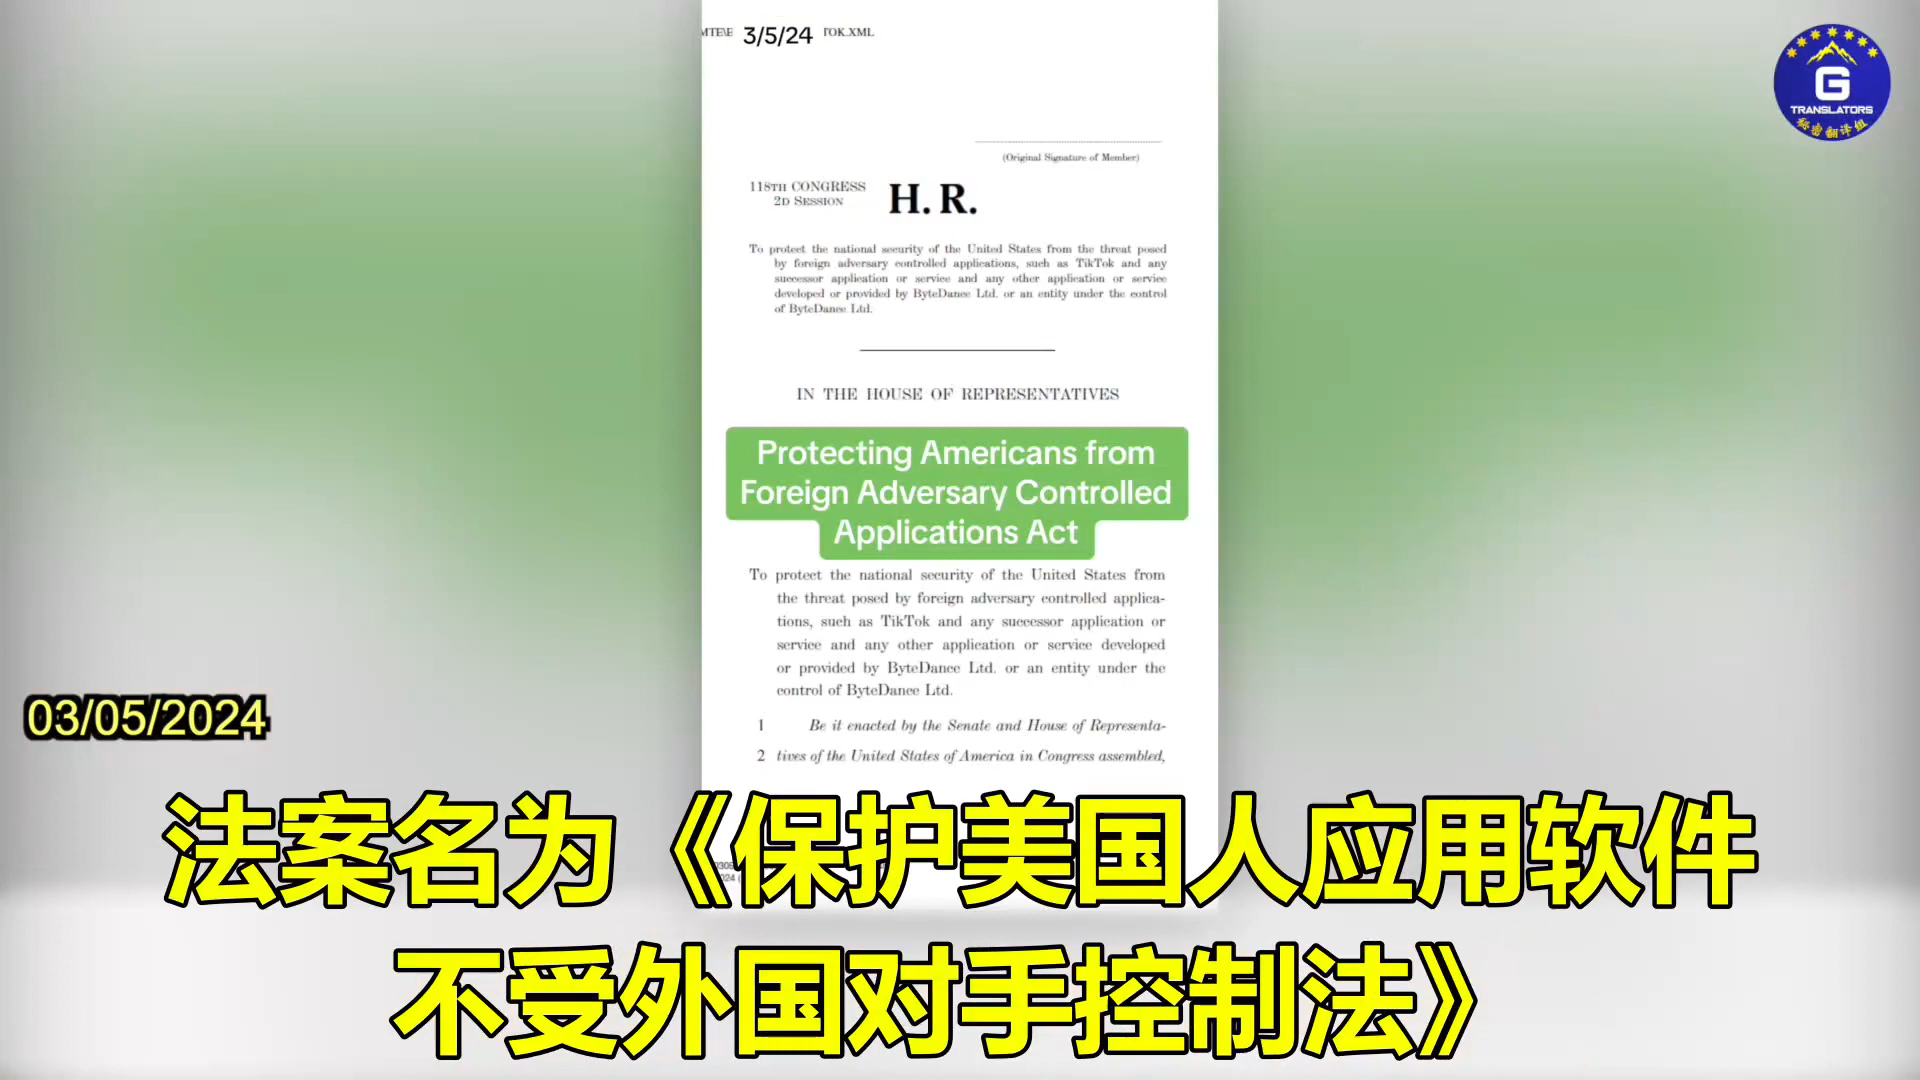 3/5/24
TOK.XML
(Original Signature of Member)
118TH CONGRESS
2D SESSION
H. R.
To protect the national security of the United States from the threat posed
by foreign adversary controlled applications, such as TikTok and any
successor application or service and any other application or service
developed or provided by ByteDance Ltd. or an entity under the control
of ByteDance Ltd.
IN THE HOUSE OF REPRESENTATIVES
Protecting Americans from
Foreign Adversary Controlled
Applications Act
To protect the national security of the United States from
the threat posed by foreign adversary controlled applica-
tions, such as TikTok and any successor application or
service and any other application or service developed
or provided by ByteDance Ltd. or an entity under the
control of ByteDance Ltd.
1 Be it enacted by the Senate and House of Representa-
2 tives of the United States of America in Congress assembled,
G
TRANSLATORS
秘密翻译组
03/05/2024
法案名为《保护美国人应用软件
不受外国对手控制法》